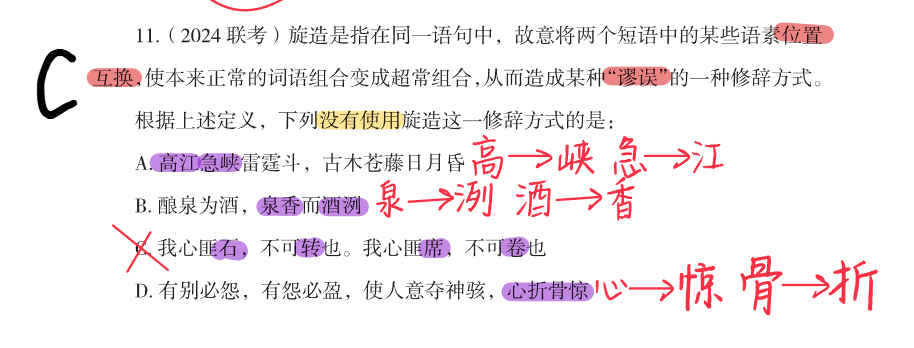 11.（2024 联考）旋造是指在同一语句中，故意将两个短语中的某些语素位置
C
互换，使本来正常的词语组合变成超常组合，从而造成某种“谬误”的一种修辞方式。
根据上述定义，下列没有使用旋造这一修辞方式的是：
A. 高江急峡雷霆斗，古木苍藤日月昏 高→峡 急→江
B. 酿泉为酒，泉香而酒洌 泉→洌 酒→香
C. 我心匪石，不可转也。我心匪席，不可卷也
D. 有别必怨，有怨必盈，使人意夺神骇，心折骨惊 心→惊 骨→折